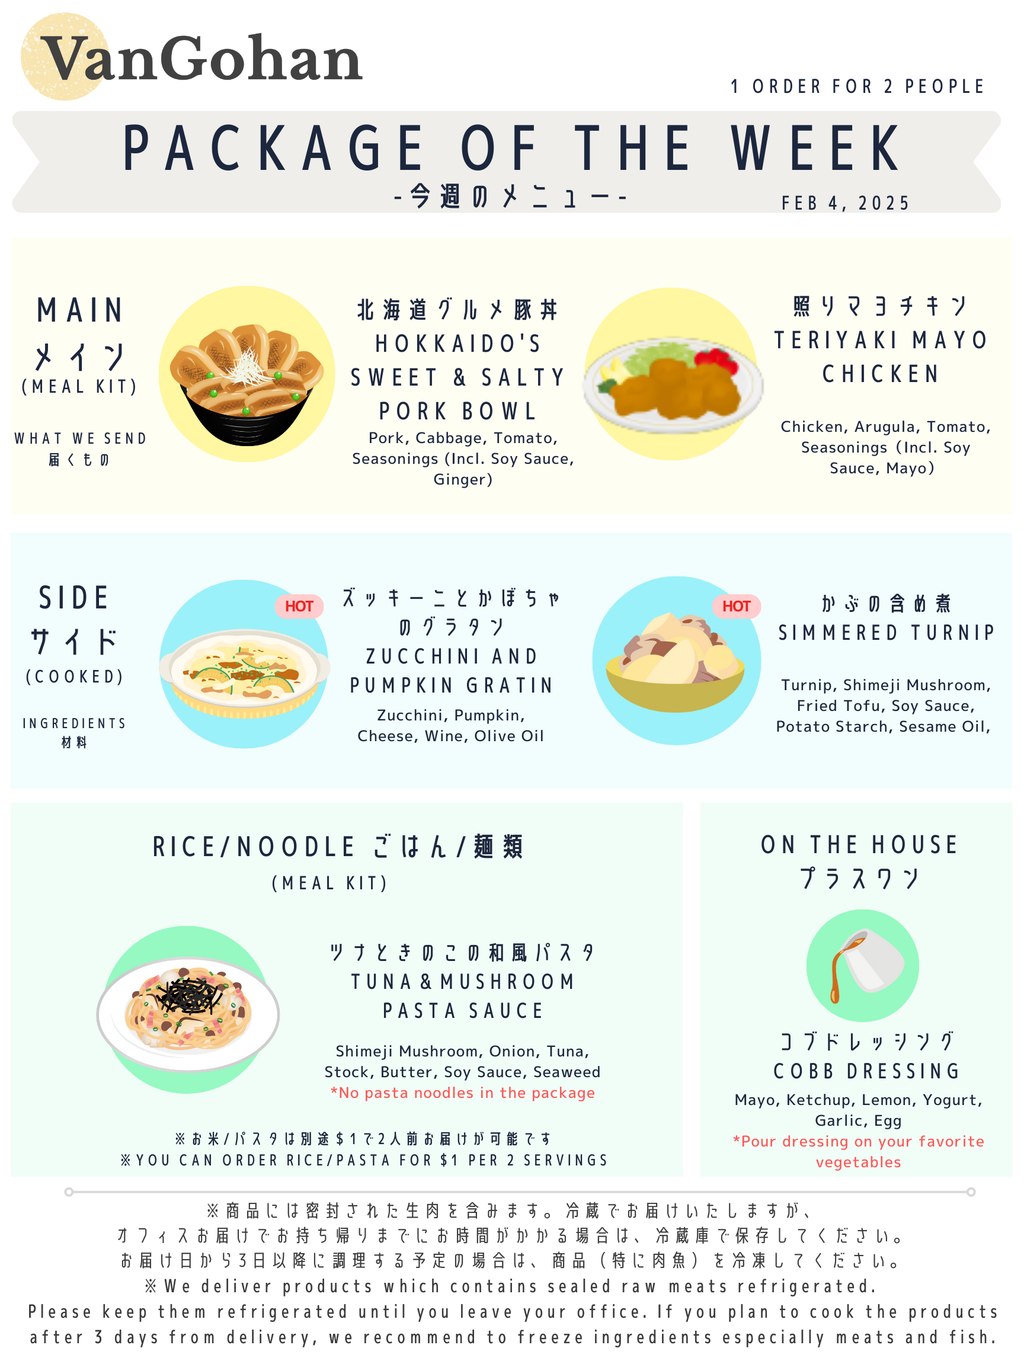 VanGohan
1 ORDER FOR 2 PEOPLE
PACKAGE OF THE WEEK
-今週のメニュー-
FEB 4, 2025
MAIN
メイン
(MEAL KIT)
WHAT WE SEND
届くもの
北海道グルメ豚丼
HOKKAIDO'S
SWEET & SALTY
PORK BOWL
Pork, Cabbage, Tomato,
Seasonings (Incl. Soy Sauce,
Ginger)
照りマヨチキン
TERIYAKI MAYO
CHICKEN
Chicken, Arugula, Tomato,
Seasonings (Incl. Soy
Sauce, Mayo)
SIDE
サイド
(COOKED)
INGREDIENTS
材料
HOT
ズッキーニとかぼちゃ
のグラタン
ZUCCHINI AND
PUMPKIN GRATIN
Zucchini, Pumpkin,
Cheese, Wine, Olive Oil
HOT
かぶの含め煮
SIMMERED TURNIP
Turnip, Shimeji Mushroom,
Fried Tofu, Soy Sauce,
Potato Starch, Sesame Oil,
RICE/NOODLE ごはん/麺類
(MEAL KIT)
ツナときのこの和風パスタ
TUNA&MUSHROOM
PASTA SAUCE
Shimeji Mushroom, Onion, Tuna,
Stock, Butter, Soy Sauce, Seaweed
*No pasta noodles in the package
※お米/パスタは別途$1で2人前お届けが可能です
※YOU CAN ORDER RICE/PASTA FOR $1 PER 2 SERVINGS
ON THE HOUSE
プラスワン
コブドレッシング
COBB DRESSING
Mayo, Ketchup, Lemon, Yogurt,
Garlic, Egg
*Pour dressing on your favorite
vegetables
※商品には密封された生肉を含みます。冷蔵でお届けいたしますが、
オフィスお届けでお持ち帰りまでにお時間がかかる場合は、冷蔵庫で保存してください。
お届け日から3日以降に調理する予定の場合は、商品（特に肉魚）を冷凍してください。
※We deliver products which contains sealed raw meats refrigerated.
Please keep them refrigerated until you leave your office. If you plan to cook the products
after 3 days from delivery, we recommend to freeze ingredients especially meats and fish.